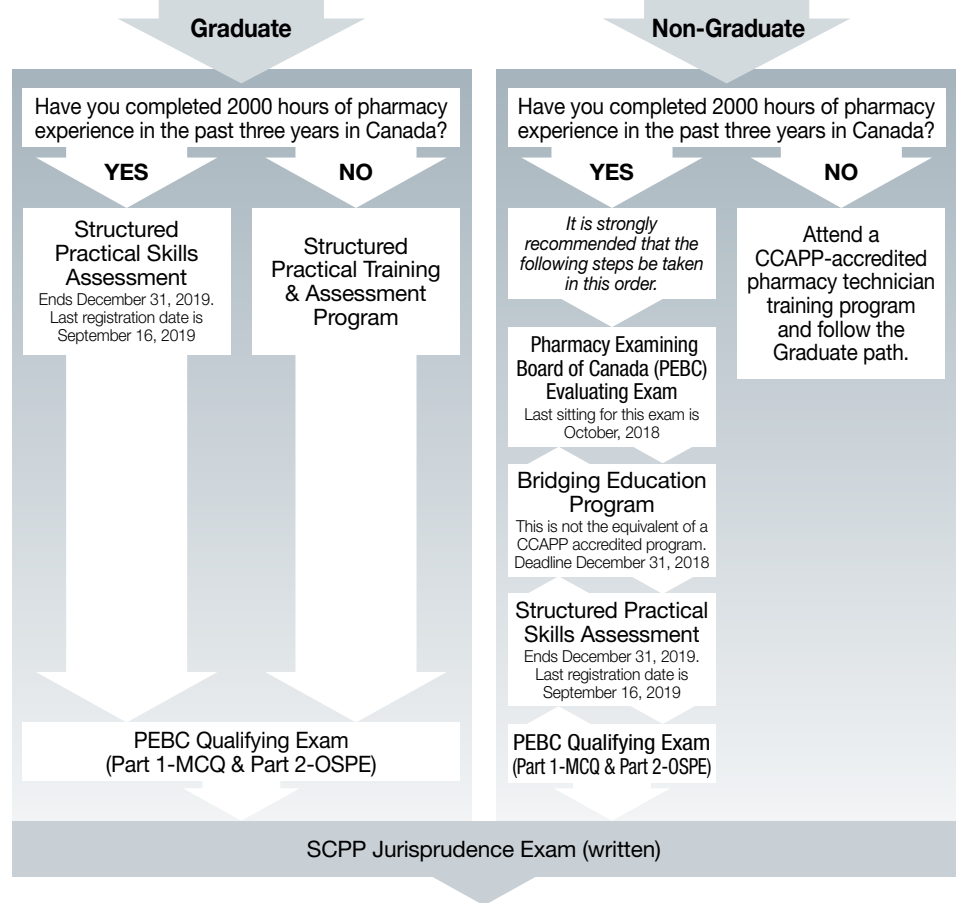 Graduate
Have you completed 2000 hours of pharmacy
experience in the past three years in Canada?
YES
NO
Structured
Practical Skills
Assessment
Ends December 31, 2019.
Last registration date is
September 16, 2019
Structured
Practical Training
& Assessment
Program
PEBC Qualifying Exam
(Part 1-MCQ & Part 2-OSPE)
Non-Graduate
Have you completed 2000 hours of pharmacy
experience in the past three years in Canada?
YES
NO
It is strongly
recommended that the
following steps be taken
in this order.
Pharmacy Examining
Board of Canada (PEBC)
Evaluating Exam
Last sitting for this exam is
October, 2018
Bridging Education
Program
This is not the equivalent of a
CCAPP accredited program.
Deadline December 31, 2018
Structured Practical
Skills Assessment
Ends December 31, 2019.
Last registration date is
September 16, 2019
PEBC Qualifying Exam
(Part 1-MCQ & Part 2-OSPE)
Attend a
CCAPP-accredited
pharmacy technician
training program
and follow the
Graduate path.
SCPP Jurisprudence Exam (written)